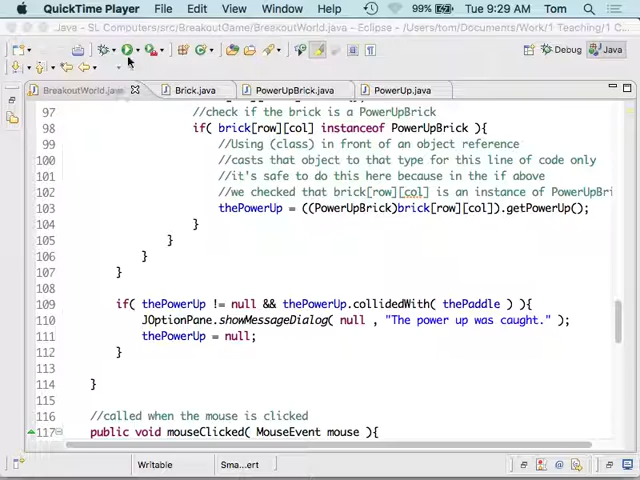 QuickTime Player File Edit View Window Help 99% Tue 9:29 AM Tom
Java - SL Computers/src/BreakoutGame/BreakoutWorld.java - Eclipse - /Users/tom/Documents/Work/1 Teaching/1 C
Debug Java
BreakoutWorld.java Brick.java PowerUpBrick.java PowerUp.java
97 //check if the brick is a PowerUpBrick
98 if( brick[row][col] instanceof PowerUpBrick ){
99 //Using (class) in front of an object reference
100 //casts that object to that type for this line of code only
101 //it's safe to do this here because in the if above
102 //we checked that brick[row][col] is an instance of PowerUpBri
103 thePowerUp = ((PowerUpBrick)brick[row][col]).getPowerUp();
104 }
105 }
106 }
107 }
108
109 if( thePowerUp != null && thePowerUp.collidedWith( thePaddle ) ){
110 JOptionPane.showMessageDialog( null , "The power up was caught." );
111 thePowerUp = null;
112 }
113
114 }
115
116 //called when the mouse is clicked
117 public void mouseClicked( MouseEvent mouse ){
Writable Sma...ert